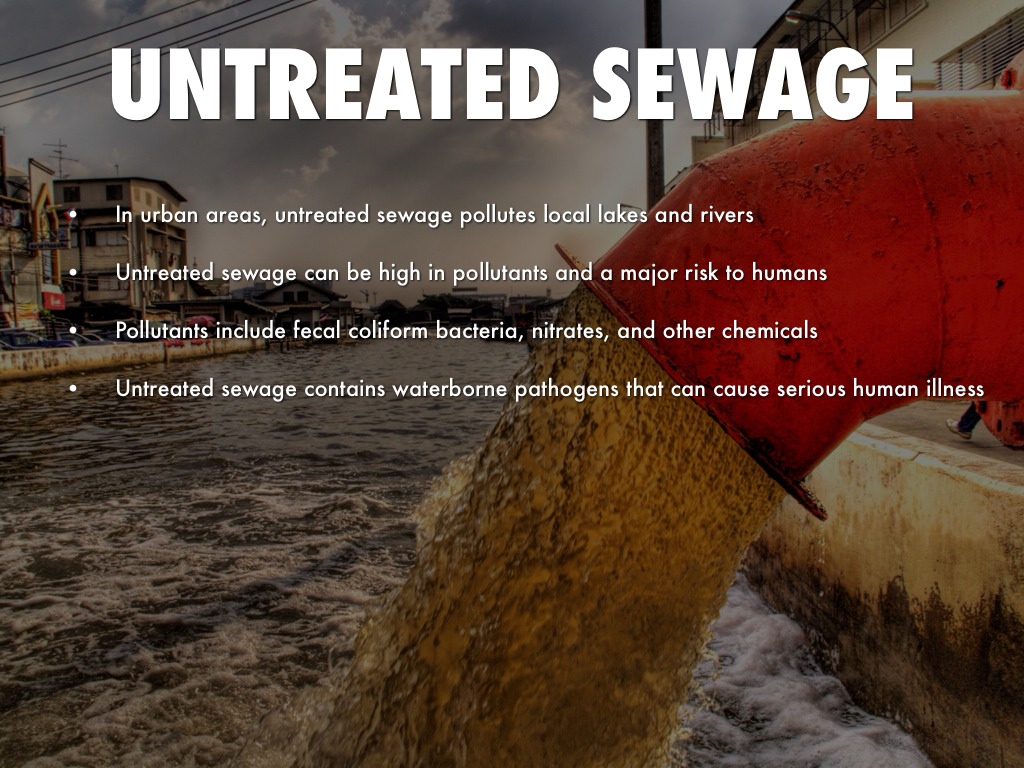 UNTREATED SEWAGE
• In urban areas, untreated sewage pollutes local lakes and rivers
• Untreated sewage can be high in pollutants and a major risk to humans
• Pollutants include fecal coliform bacteria, nitrates, and other chemicals
• Untreated sewage contains waterborne pathogens that can cause serious human illness